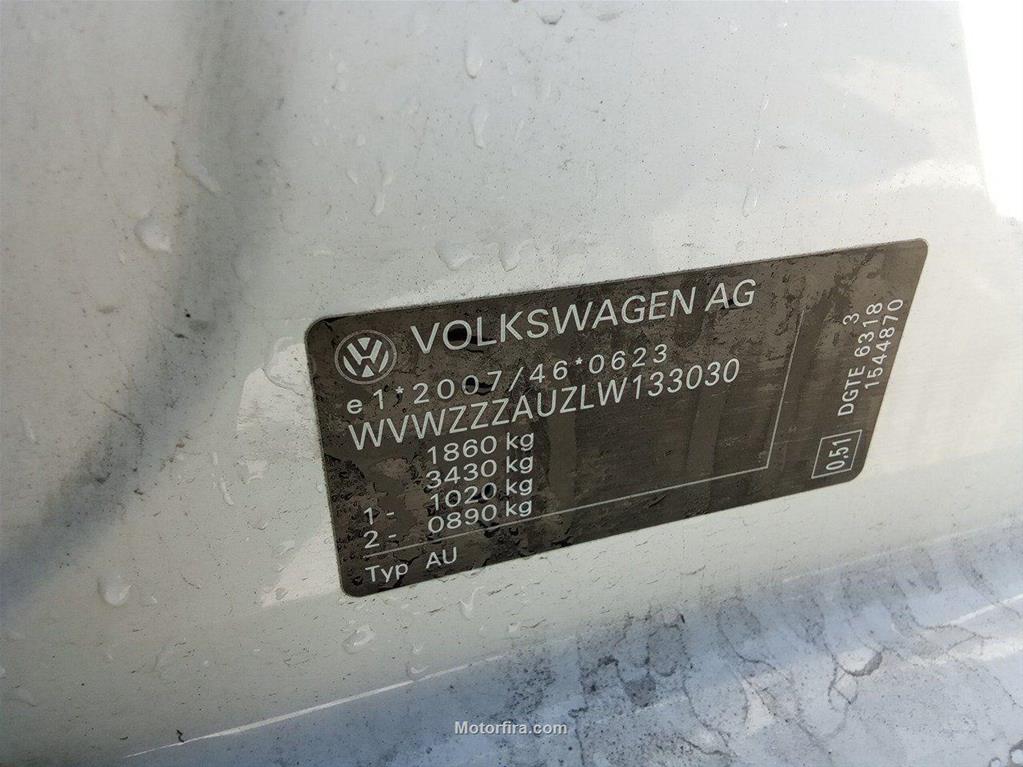 VOLKSWAGEN AG
e1*2007/46*0623
WVWZZZAUZLW133030
1860 kg
3430 kg
1- 1020 kg
2- 0890 kg
Typ AU
0,51
3
DGTE 6318
1544870
Motorfira.com